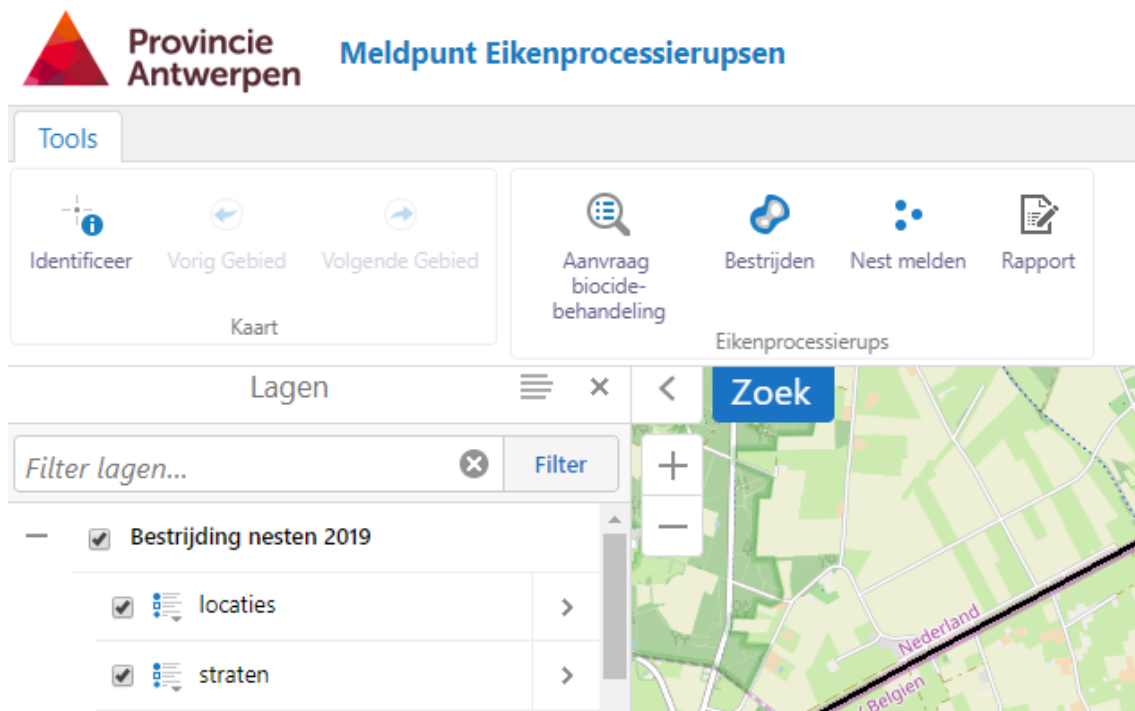 Provincie
Antwerpen
Meldpunt Eikenprocessierupsen
Tools
Identificeer
Vorig Gebied
Volgende Gebied
Kaart
Aanvraag
biocide-
behandeling
Bestrijden
Nest melden
Rapport
Eikenprocessierups
Lagen
Zoek
Filter lagen...
Filter
Bestrijding nesten 2019
locaties
straten
Nederland
/ Belgien